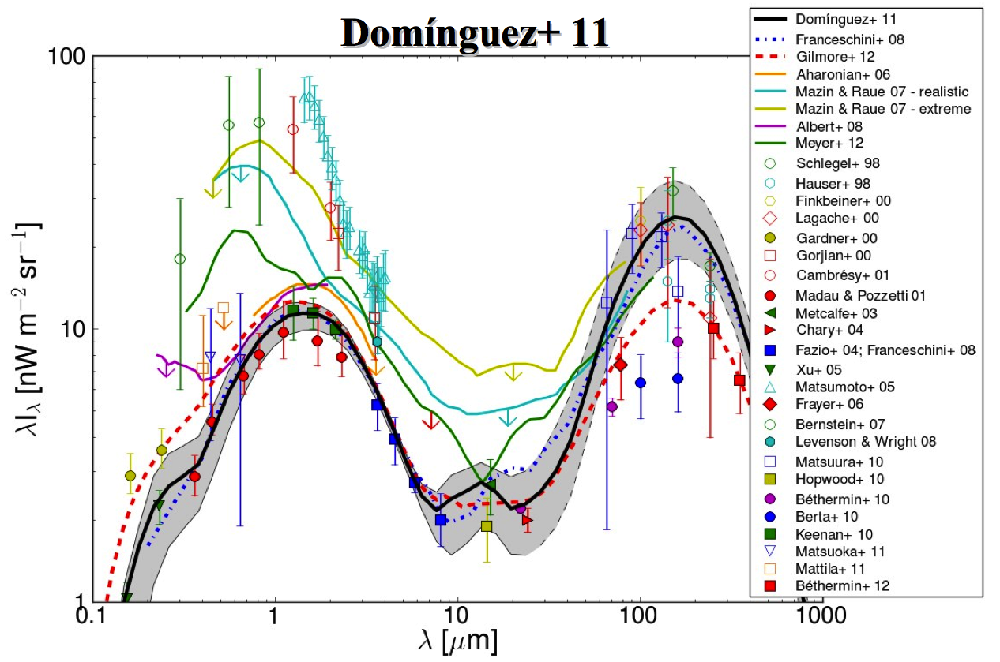 Domínguez+ 11
100
10
1
0.1
1
10
100
1000
λI_λ [nW m⁻² sr⁻¹]
λ [μm]
Domínguez+ 11
Franceschini+ 08
Gilmore+ 12
Aharonian+ 06
Mazin & Raue 07 - realistic
Mazin & Raue 07 - extreme
Albert+ 08
Meyer+ 12
Schlegel+ 98
Hauser+ 98
Finkbeiner+ 00
Lagache+ 00
Gardner+ 00
Gorjian+ 00
Cambrésy+ 01
Madau & Pozzetti 01
Metcalfe+ 03
Chary+ 04
Fazio+ 04; Franceschini+ 08
Xu+ 05
Matsumoto+ 05
Frayer+ 06
Bernstein+ 07
Levenson & Wright 08
Matsuura+ 10
Hopwood+ 10
Béthermin+ 10
Berta+ 10
Keenan+ 10
Matsuoka+ 11
Mattila+ 11
Béthermin+ 12